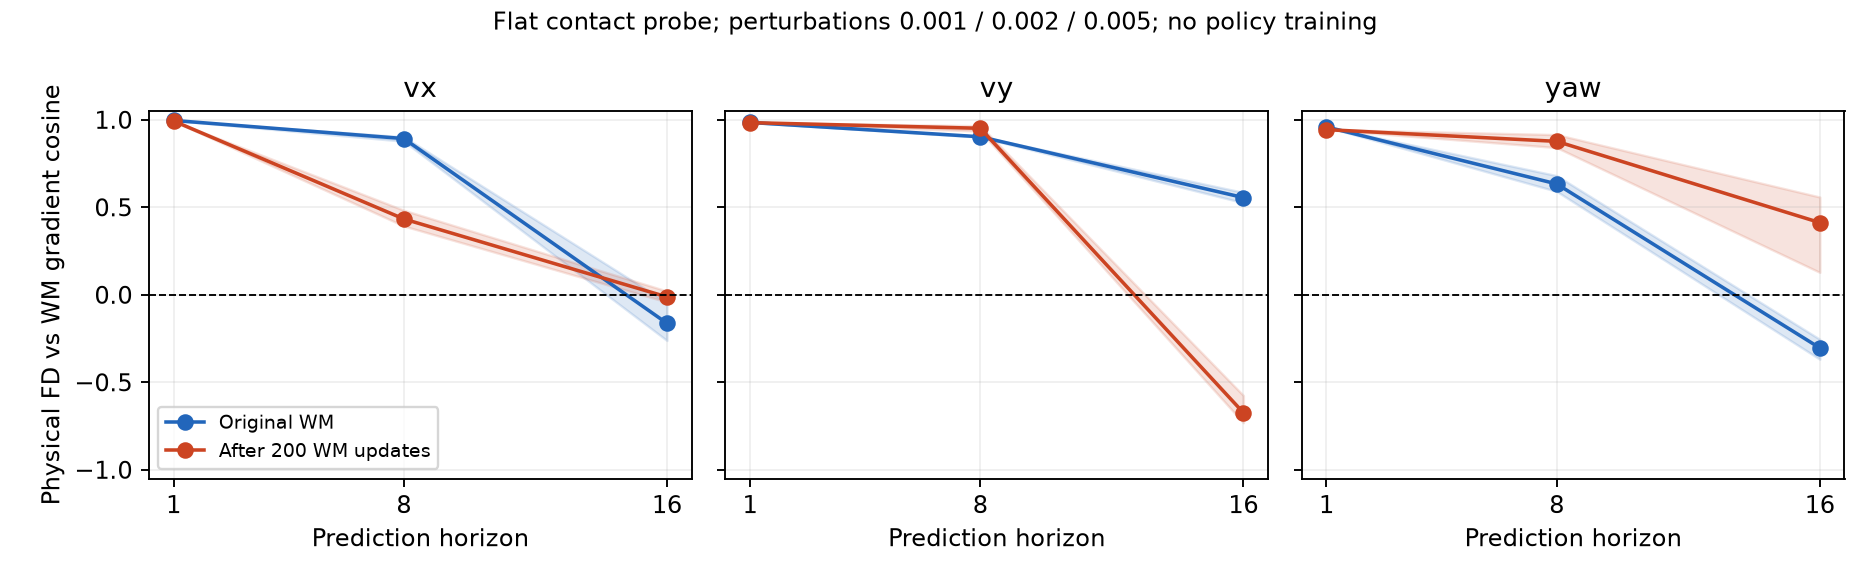 Flat contact probe; perturbations 0.001 / 0.002 / 0.005; no policy training
Physical FD vs WM gradient cosine
vx
1.0
0.5
0.0
−0.5
−1.0
Original WM
After 200 WM updates
1 8 16
Prediction horizon
vy
1 8 16
Prediction horizon
yaw
1 8 16
Prediction horizon